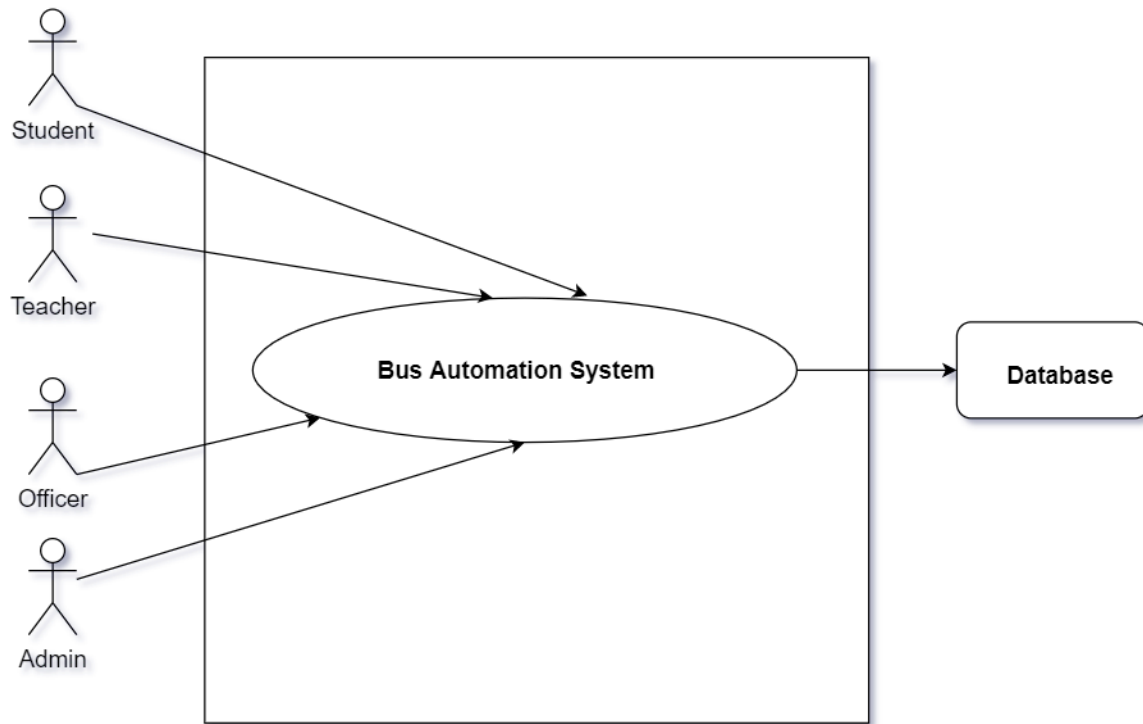 Student
Teacher
Bus Automation System
Database
Officer
Admin